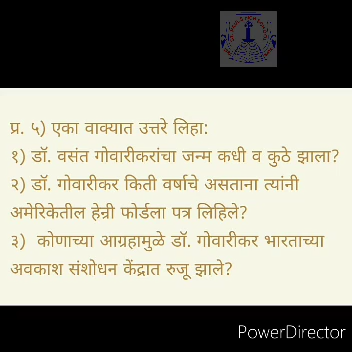 प्र. ५) एका वाक्यात उत्तरे लिहा:
१) डॉ. वसंत गोवारीकरांचा जन्म कधी व कुठे झाला?
२) डॉ. गोवारीकर किती वर्षाचे असताना त्यांनी
अमेरिकेतील हेन्री फोर्डला पत्र लिहिले?
३) कोणाच्या आग्रहामुळे डॉ. गोवारीकर भारताच्या
अवकाश संशोधन केंद्रात रुजू झाले?
PowerDirector